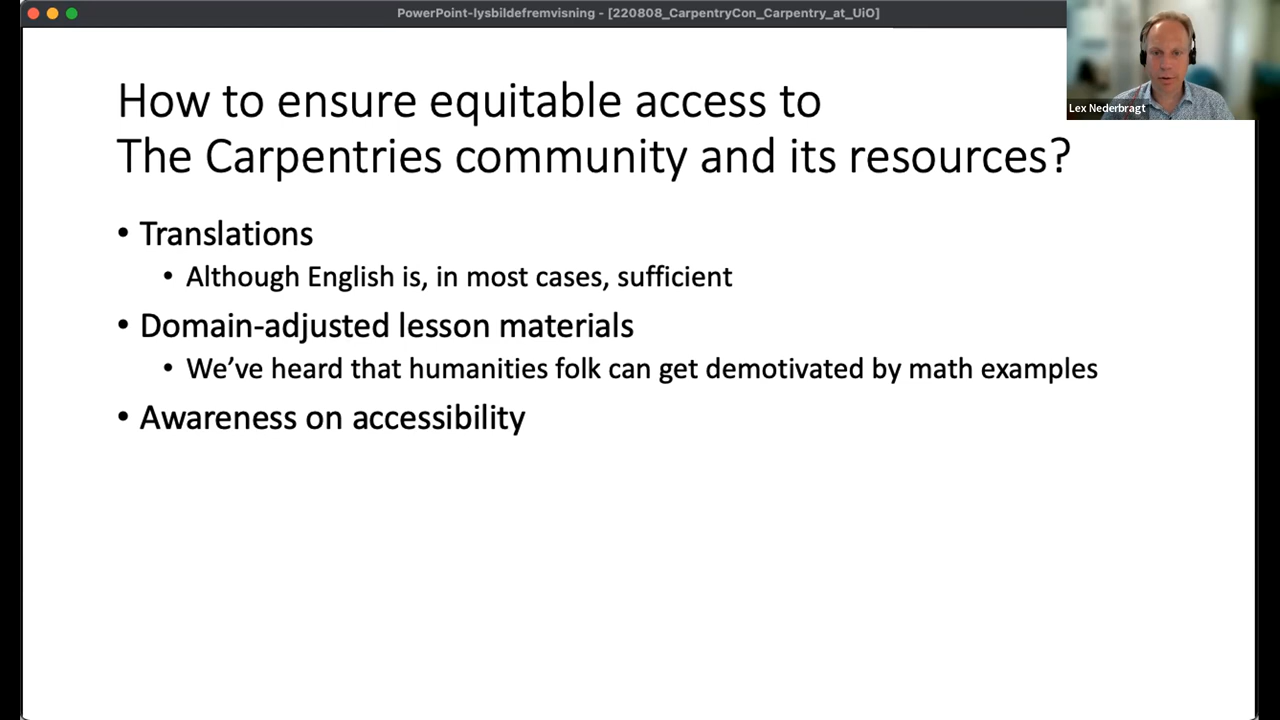 PowerPoint-lysbildefremvisning - [220808_CarpentryCon_Carpentry_at_UiO]
Lex Nederbragt
How to ensure equitable access to
The Carpentries community and its resources?
• Translations
• Although English is, in most cases, sufficient
• Domain-adjusted lesson materials
• We’ve heard that humanities folk can get demotivated by math examples
• Awareness on accessibility